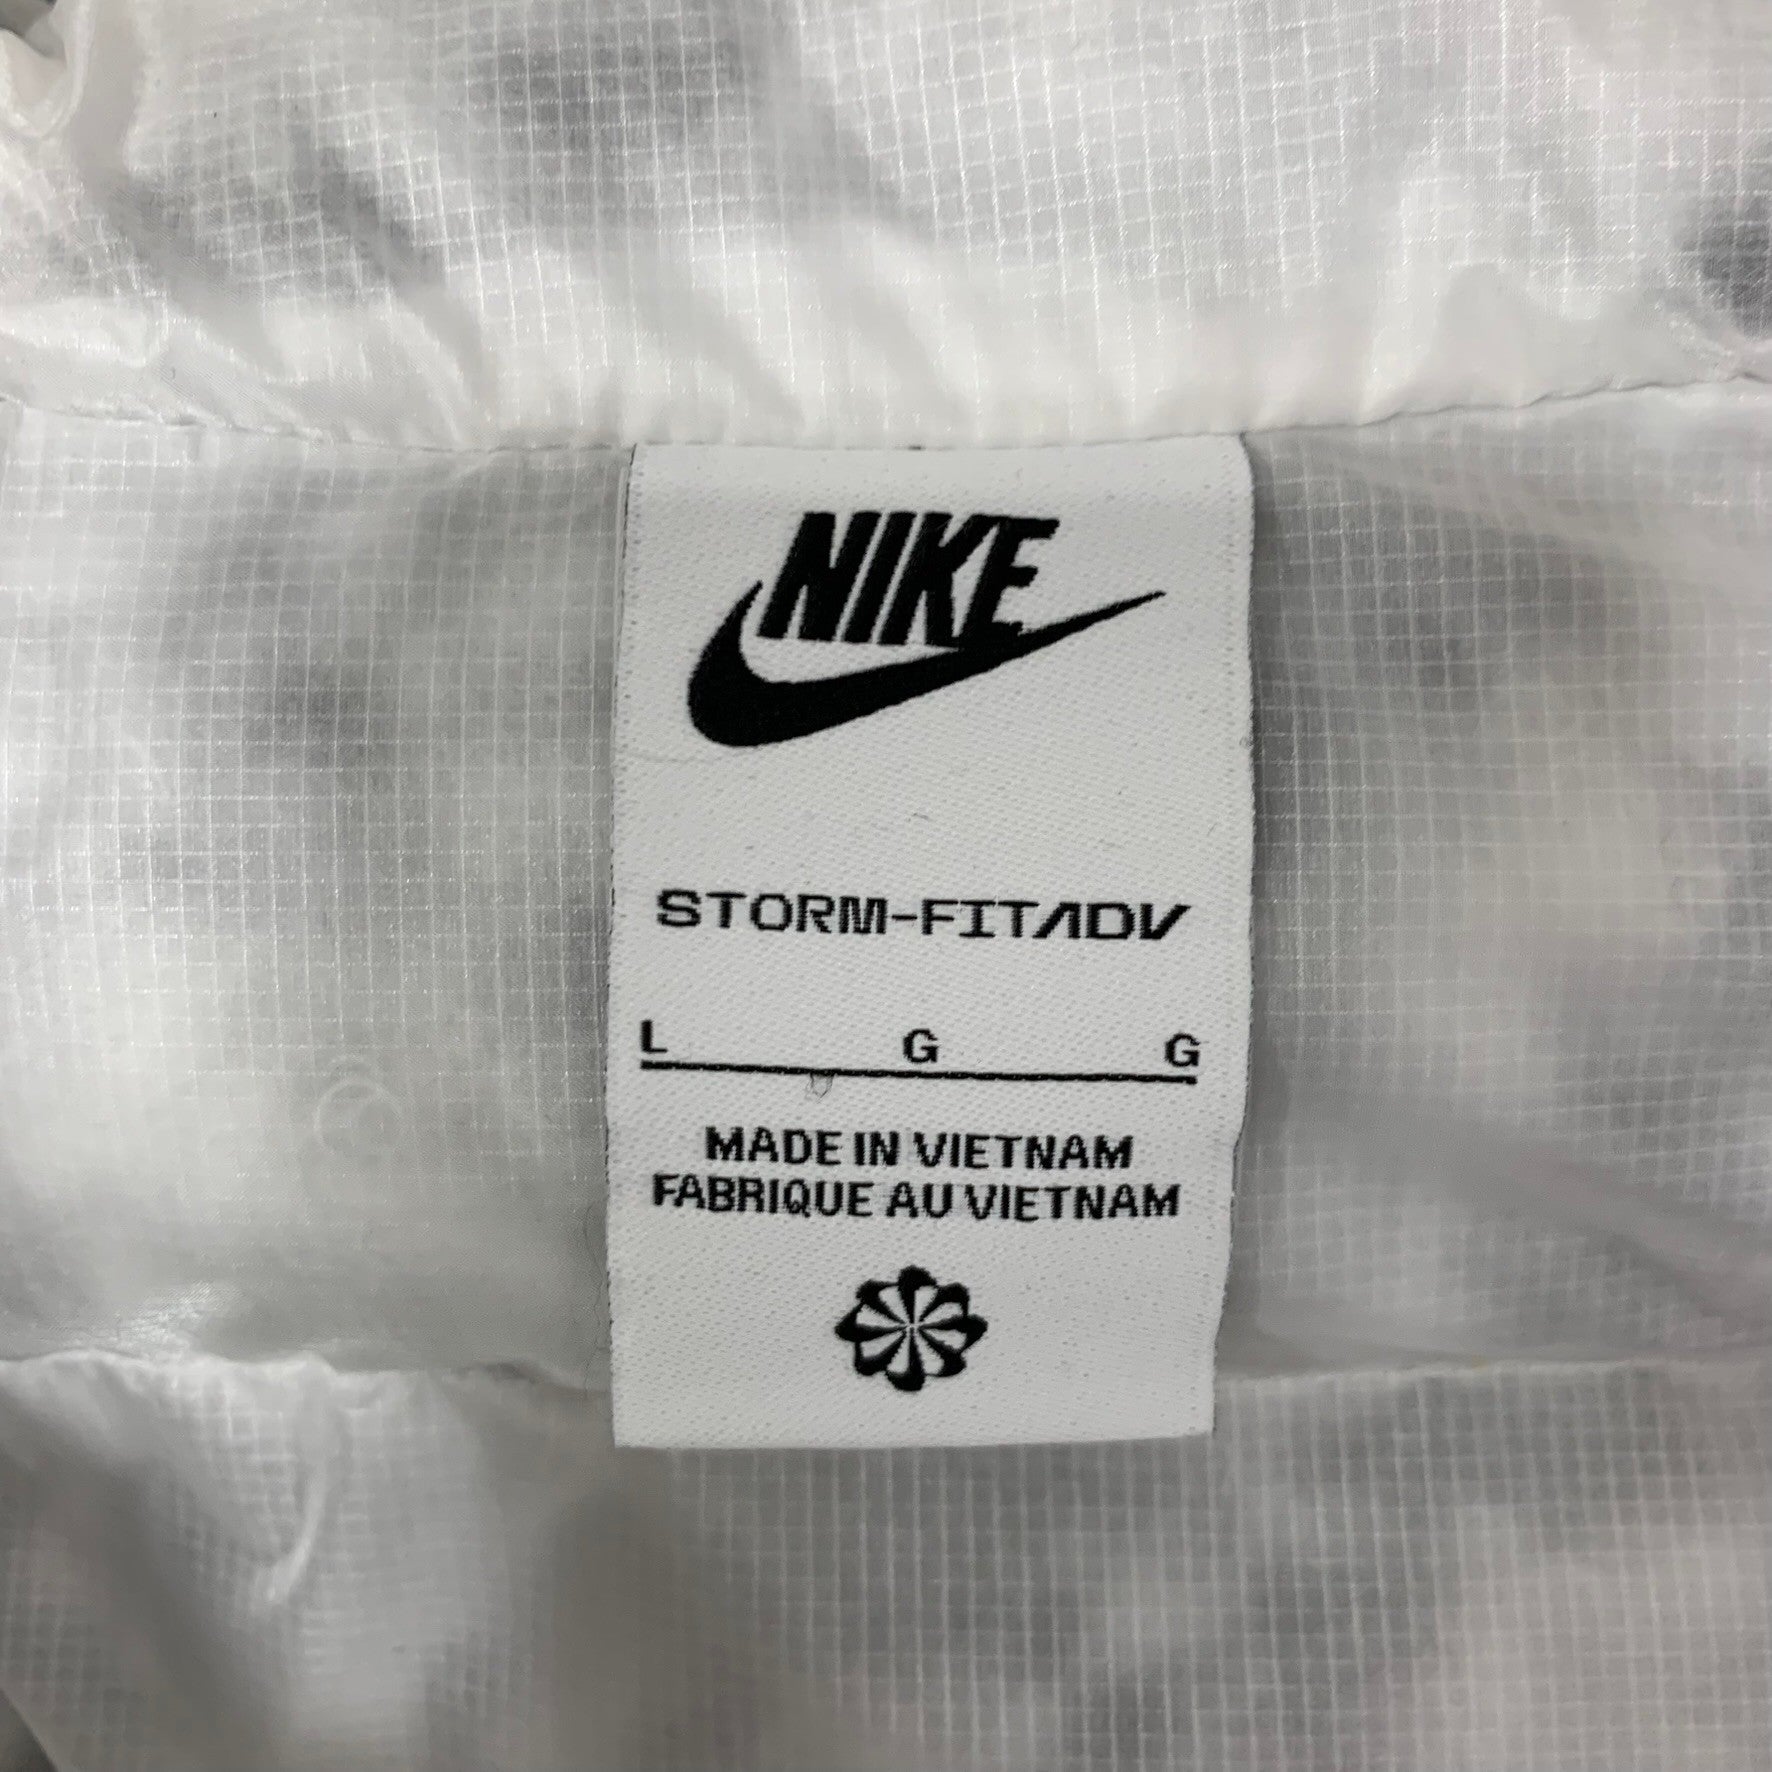 NIKE
STORM-FITADV
L G G
MADE IN VIETNAM
FABRIQUE AU VIETNAM